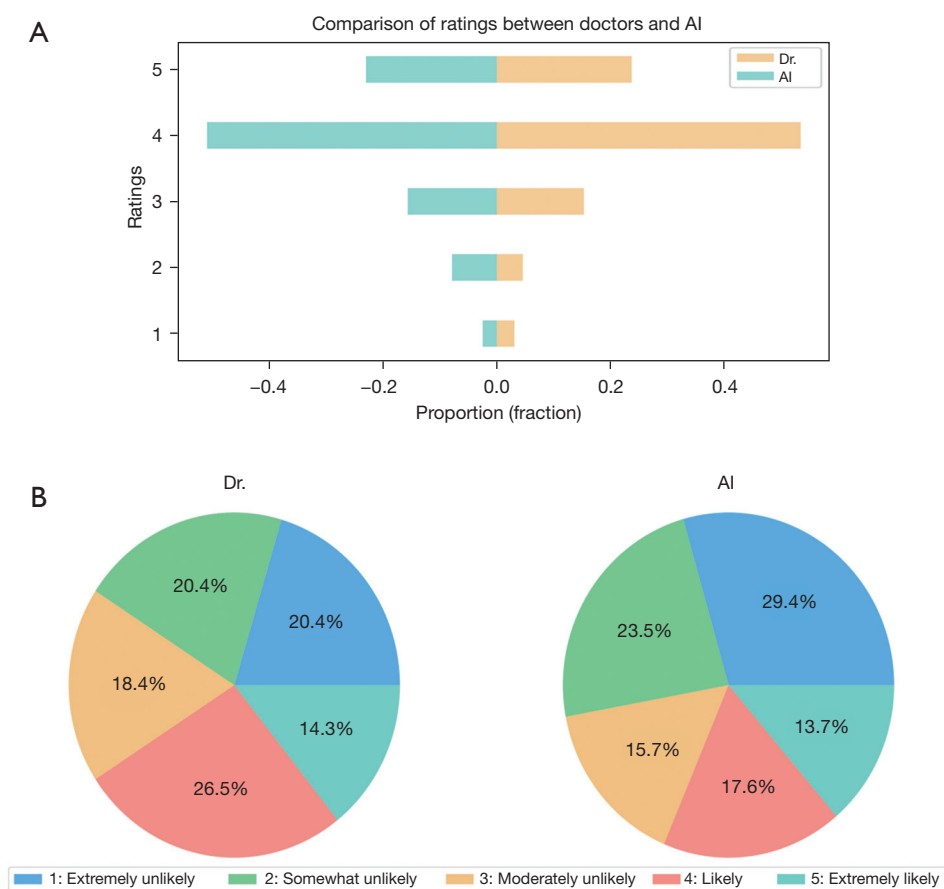 A
Comparison of ratings between doctors and AI
Dr.
AI
Ratings
5
4
3
2
1
−0.4 −0.2 0.0 0.2 0.4
Proportion (fraction)
B
Dr. AI
20.4% 20.4% 18.4% 26.5% 14.3%
29.4% 23.5% 15.7% 17.6% 13.7%
1: Extremely unlikely 2: Somewhat unlikely 3: Moderately unlikely 4: Likely 5: Extremely likely